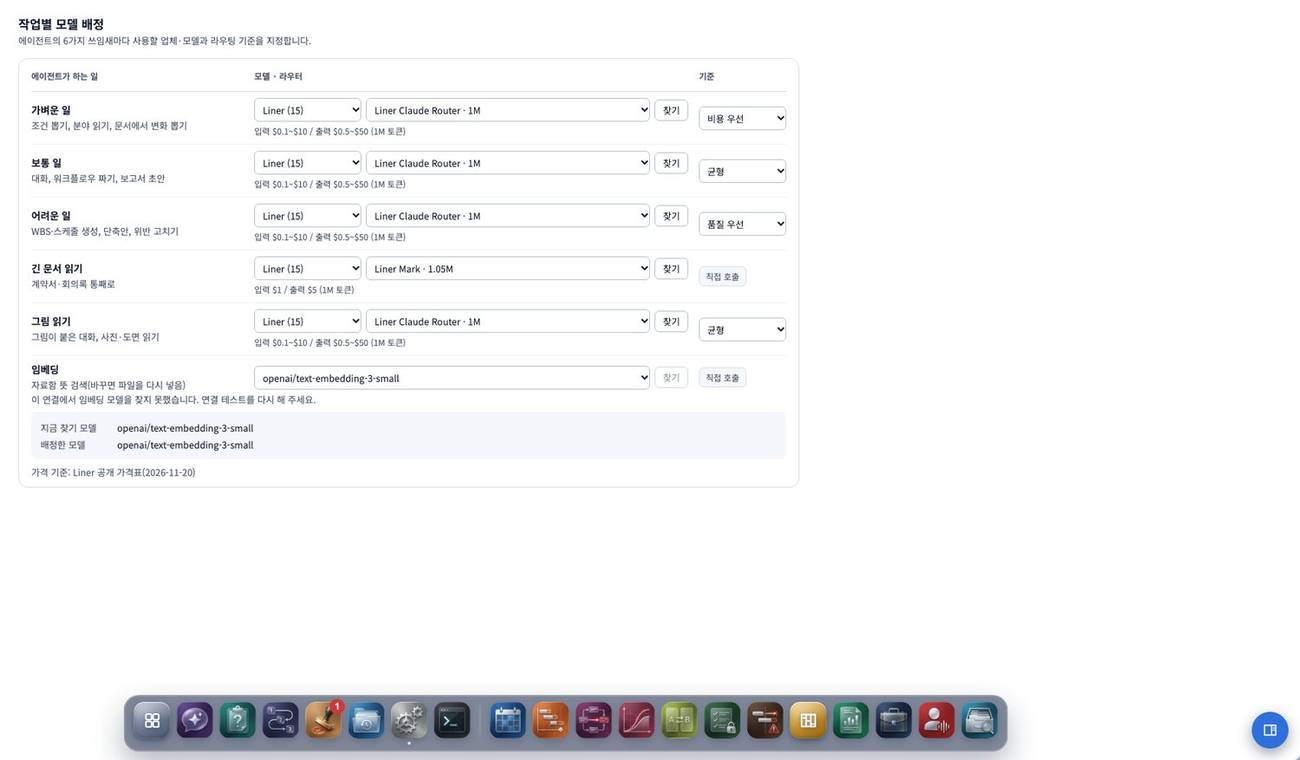 작업별 모델 배정
에이전트의 6가지 쓰임새마다 사용할 업체·모델과 라우팅 기준을 지정합니다.
에이전트가 하는 일 모델 · 라우터 기준
가벼운 일
조건 뽑기, 분야 읽기, 문서에서 변화 뽑기
Liner (15) Liner Claude Router · 1M 찾기 비용 우선
입력 $0.1~$10 / 출력 $0.5~$50 (1M 토큰)
보통 일
대화, 워크플로우 짜기, 보고서 초안
Liner (15) Liner Claude Router · 1M 찾기 균형
입력 $0.1~$10 / 출력 $0.5~$50 (1M 토큰)
어려운 일
WBS·스케줄 생성, 단축안, 위반 고치기
Liner (15) Liner Claude Router · 1M 찾기 품질 우선
입력 $0.1~$10 / 출력 $0.5~$50 (1M 토큰)
긴 문서 읽기
계약서·회의록 통째로
Liner (15) Liner Mark · 1.05M 찾기 직접 호출
입력 $1 / 출력 $5 (1M 토큰)
그림 읽기
그림이 붙은 대화, 사진·도면 읽기
Liner (15) Liner Claude Router · 1M 찾기 균형
입력 $0.1~$10 / 출력 $0.5~$50 (1M 토큰)
임베딩
자료함 뜻 검색(바꾸면 파일을 다시 넣음)
openai/text-embedding-3-small 찾기 직접 호출
이 연결에서 임베딩 모델을 찾지 못했습니다. 연결 테스트를 다시 해 주세요.
지금 찾기 모델 openai/text-embedding-3-small
배정한 모델 openai/text-embedding-3-small
가격 기준: Liner 공개 가격표(2026-11-20)
1
A B